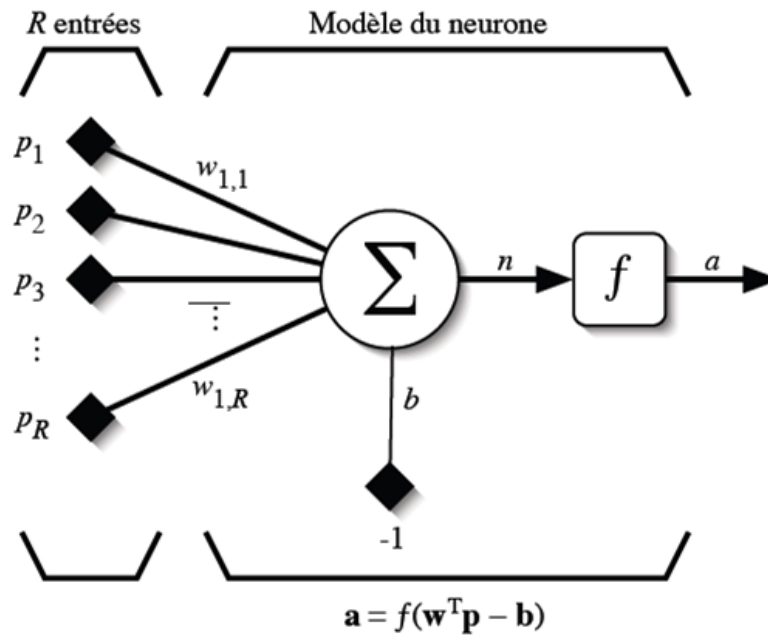 R entrées
Modèle du neurone
p1
w1,1
p2
p3
⋮
⋮
pR
w1,R
Σ
n
f
a
b
-1
a = f(wᵀp – b)